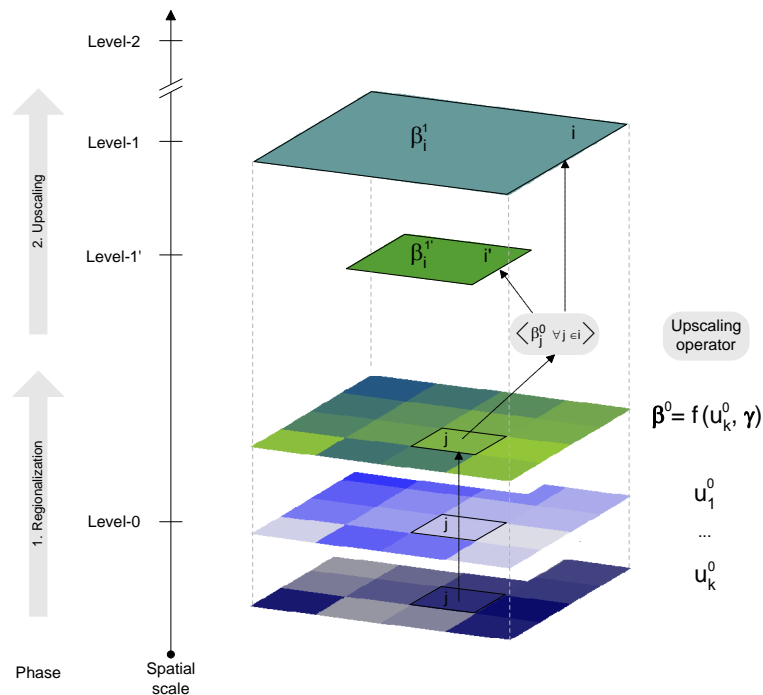 Level-2
Level-1
β¹ᵢ
i
2. Upscaling
Level-1'
β¹'ᵢ
i'
⟨β⁰ⱼ ∀ j ∈ i⟩
Upscaling
operator
β⁰ = f (u⁰ₖ, γ)
j
1. Regionalization
Level-0
j
u⁰₁
...
j
u⁰ₖ
Phase
Spatial
scale